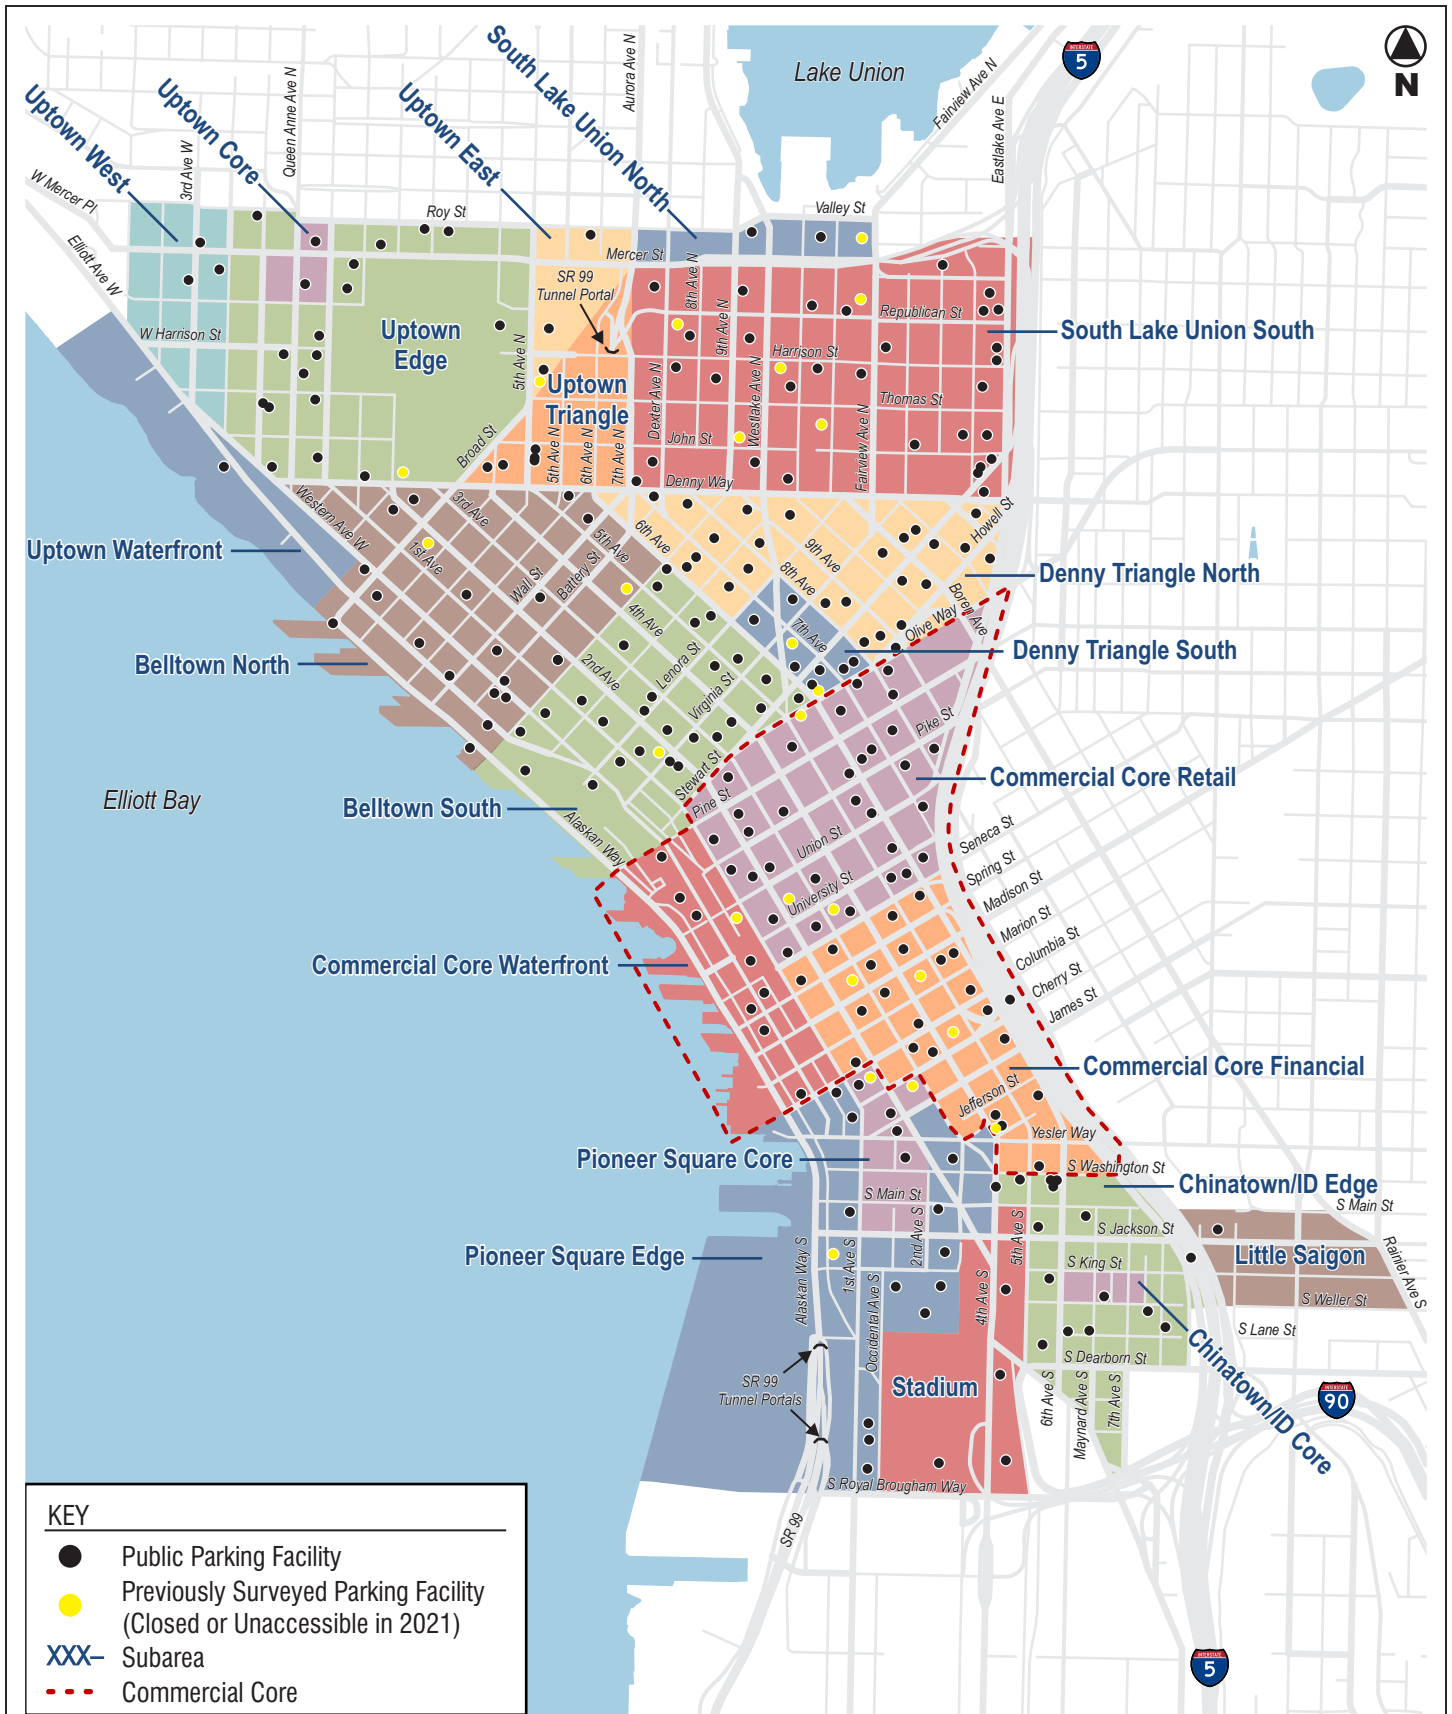 Lake Union
INTERSTATE
5
N
Uptown West
Uptown Core
Uptown East
South Lake Union North
3rd Ave W
Queen Anne Ave N
Aurora Ave N
Fairview Ave N
Eastlake Ave E
W Mercer Pl
Elliott Ave W
Roy St
Valley St
Mercer St
SR 99
Tunnel Portal
8th Ave N
9th Ave N
Republican St
W Harrison St
Uptown
Edge
5th Ave N
Harrison St
South Lake Union South
Uptown
Triangle
Dexter Ave N
Westlake Ave N
Fairview Ave N
Thomas St
John St
Broad St
5th Ave N
6th Ave N
7th Ave N
Denny Way
Western Ave W
3rd Ave
1st Ave
Wall St
Battery St
5th Ave
6th Ave
9th Ave
8th Ave
Howell St
Uptown Waterfront
Denny Triangle North
4th Ave
7th Ave
Boren Ave
Olive Way
Denny Triangle South
Belltown North
2nd Ave
Lenora St
Virginia St
Pike St
Commercial Core Retail
Stewart St
Pine St
Elliott Bay
Belltown South
Alaskan Way
Union St
University St
Seneca St
Spring St
Madison St
Marion St
Columbia St
Cherry St
James St
Commercial Core Waterfront
Commercial Core Financial
Jefferson St
Yesler Way
Pioneer Square Core
S Washington St
Chinatown/ID Edge
S Main St
S Main St
S Jackson St
Little Saigon
Pioneer Square Edge
Alaskan Way S
1st Ave S
2nd Ave S
Occidental Ave S
4th Ave S
5th Ave S
S King St
Rainier Ave S
S Weller St
S Lane St
S Dearborn St
Chinatown/ID Core
SR 99
Tunnel Portals
Stadium
6th Ave S
Maynard Ave S
7th Ave S
INTERSTATE
90
S Royal Brougham Way
SR 99
INTERSTATE
5
KEY
Public Parking Facility
Previously Surveyed Parking Facility
(Closed or Unaccessible in 2021)
XXX– Subarea
Commercial Core